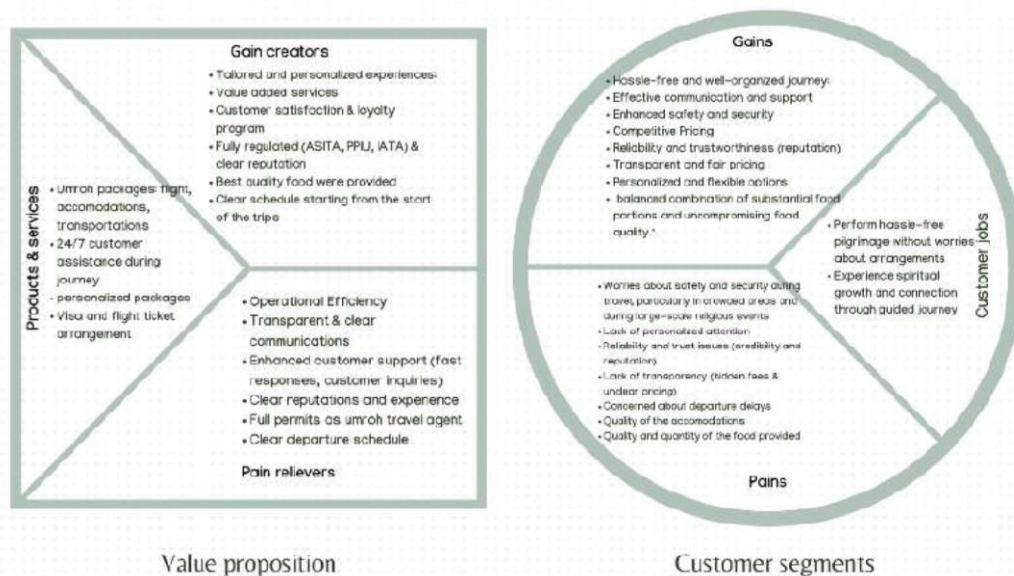 Gain creators
• Tailored and personalized experiences:
• Value added services
• Customer satisfaction & loyalty
program
• Fully regulated (ASITA, PPIU, IATA) &
clear reputation
• Best quality food were provided
• Clear schedule starting from the start
of the trips
Products & services
• Umroh packages: flight,
accomodations,
transportations
• 24/7 customer
assistance during
journey
- personalized packages
• Visa and flight ticket
arrangement
• Operational Efficiency
• Transparent & clear
communications
• Enhanced customer support (fast
responses, customer inquiries)
• Clear reputations and experience
• Full permits as umroh travel agent
• Clear departure schedule
Pain relievers
Value proposition
Gains
• Hassle-free and well-organized journey:
• Effective communication and support
• Enhanced safety and security
• Competitive Pricing
• Reliability and trustworthiness (reputation)
• Transparent and fair pricing
• Personalized and flexible options
• balanced combination of substantial food
portions and uncompromising food
quality."
• Perform hassle-free
pilgrimage without worries
about arrangements
• Experience spiritual
growth and connection
through guided journey
Customer jobs
• Worries about safety and security during
travel, particularly in crowded areas and
during large-scale religious events
• Lack of personalized attention
• Reliability and trust issues (credibility and
reputation)
• Lack of transparency (hidden fees &
unclear pricing)
• Concerned about departure delays
• Quality of the accomodations
• Quality and quantity of the food provided
Pains
Customer segments